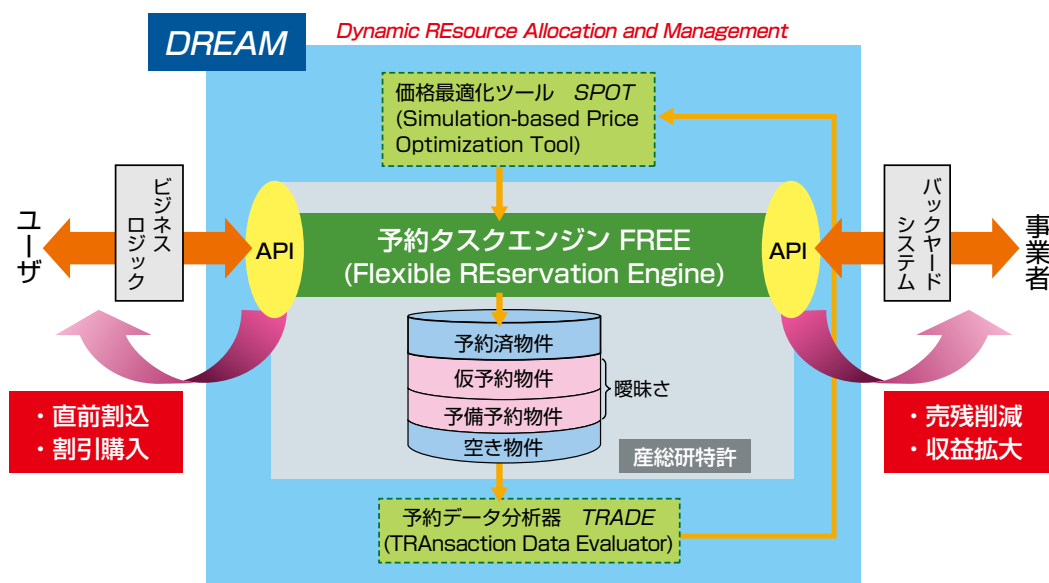 DREAM
Dynamic REsource Allocation and Management
価格最適化ツール SPOT
(Simulation-based Price
Optimization Tool)
ユーザ
ビジネス
ロジック
API
予約タスクエンジン FREE
(Flexible REservation Engine)
API
バックヤード
システム
事業者
予約済物件
仮予約物件
予備予約物件
曖昧さ
空き物件
産総研特許
・直前割込
・割引購入
・売残削減
・収益拡大
予約データ分析器 TRADE
(TRAnsaction Data Evaluator)